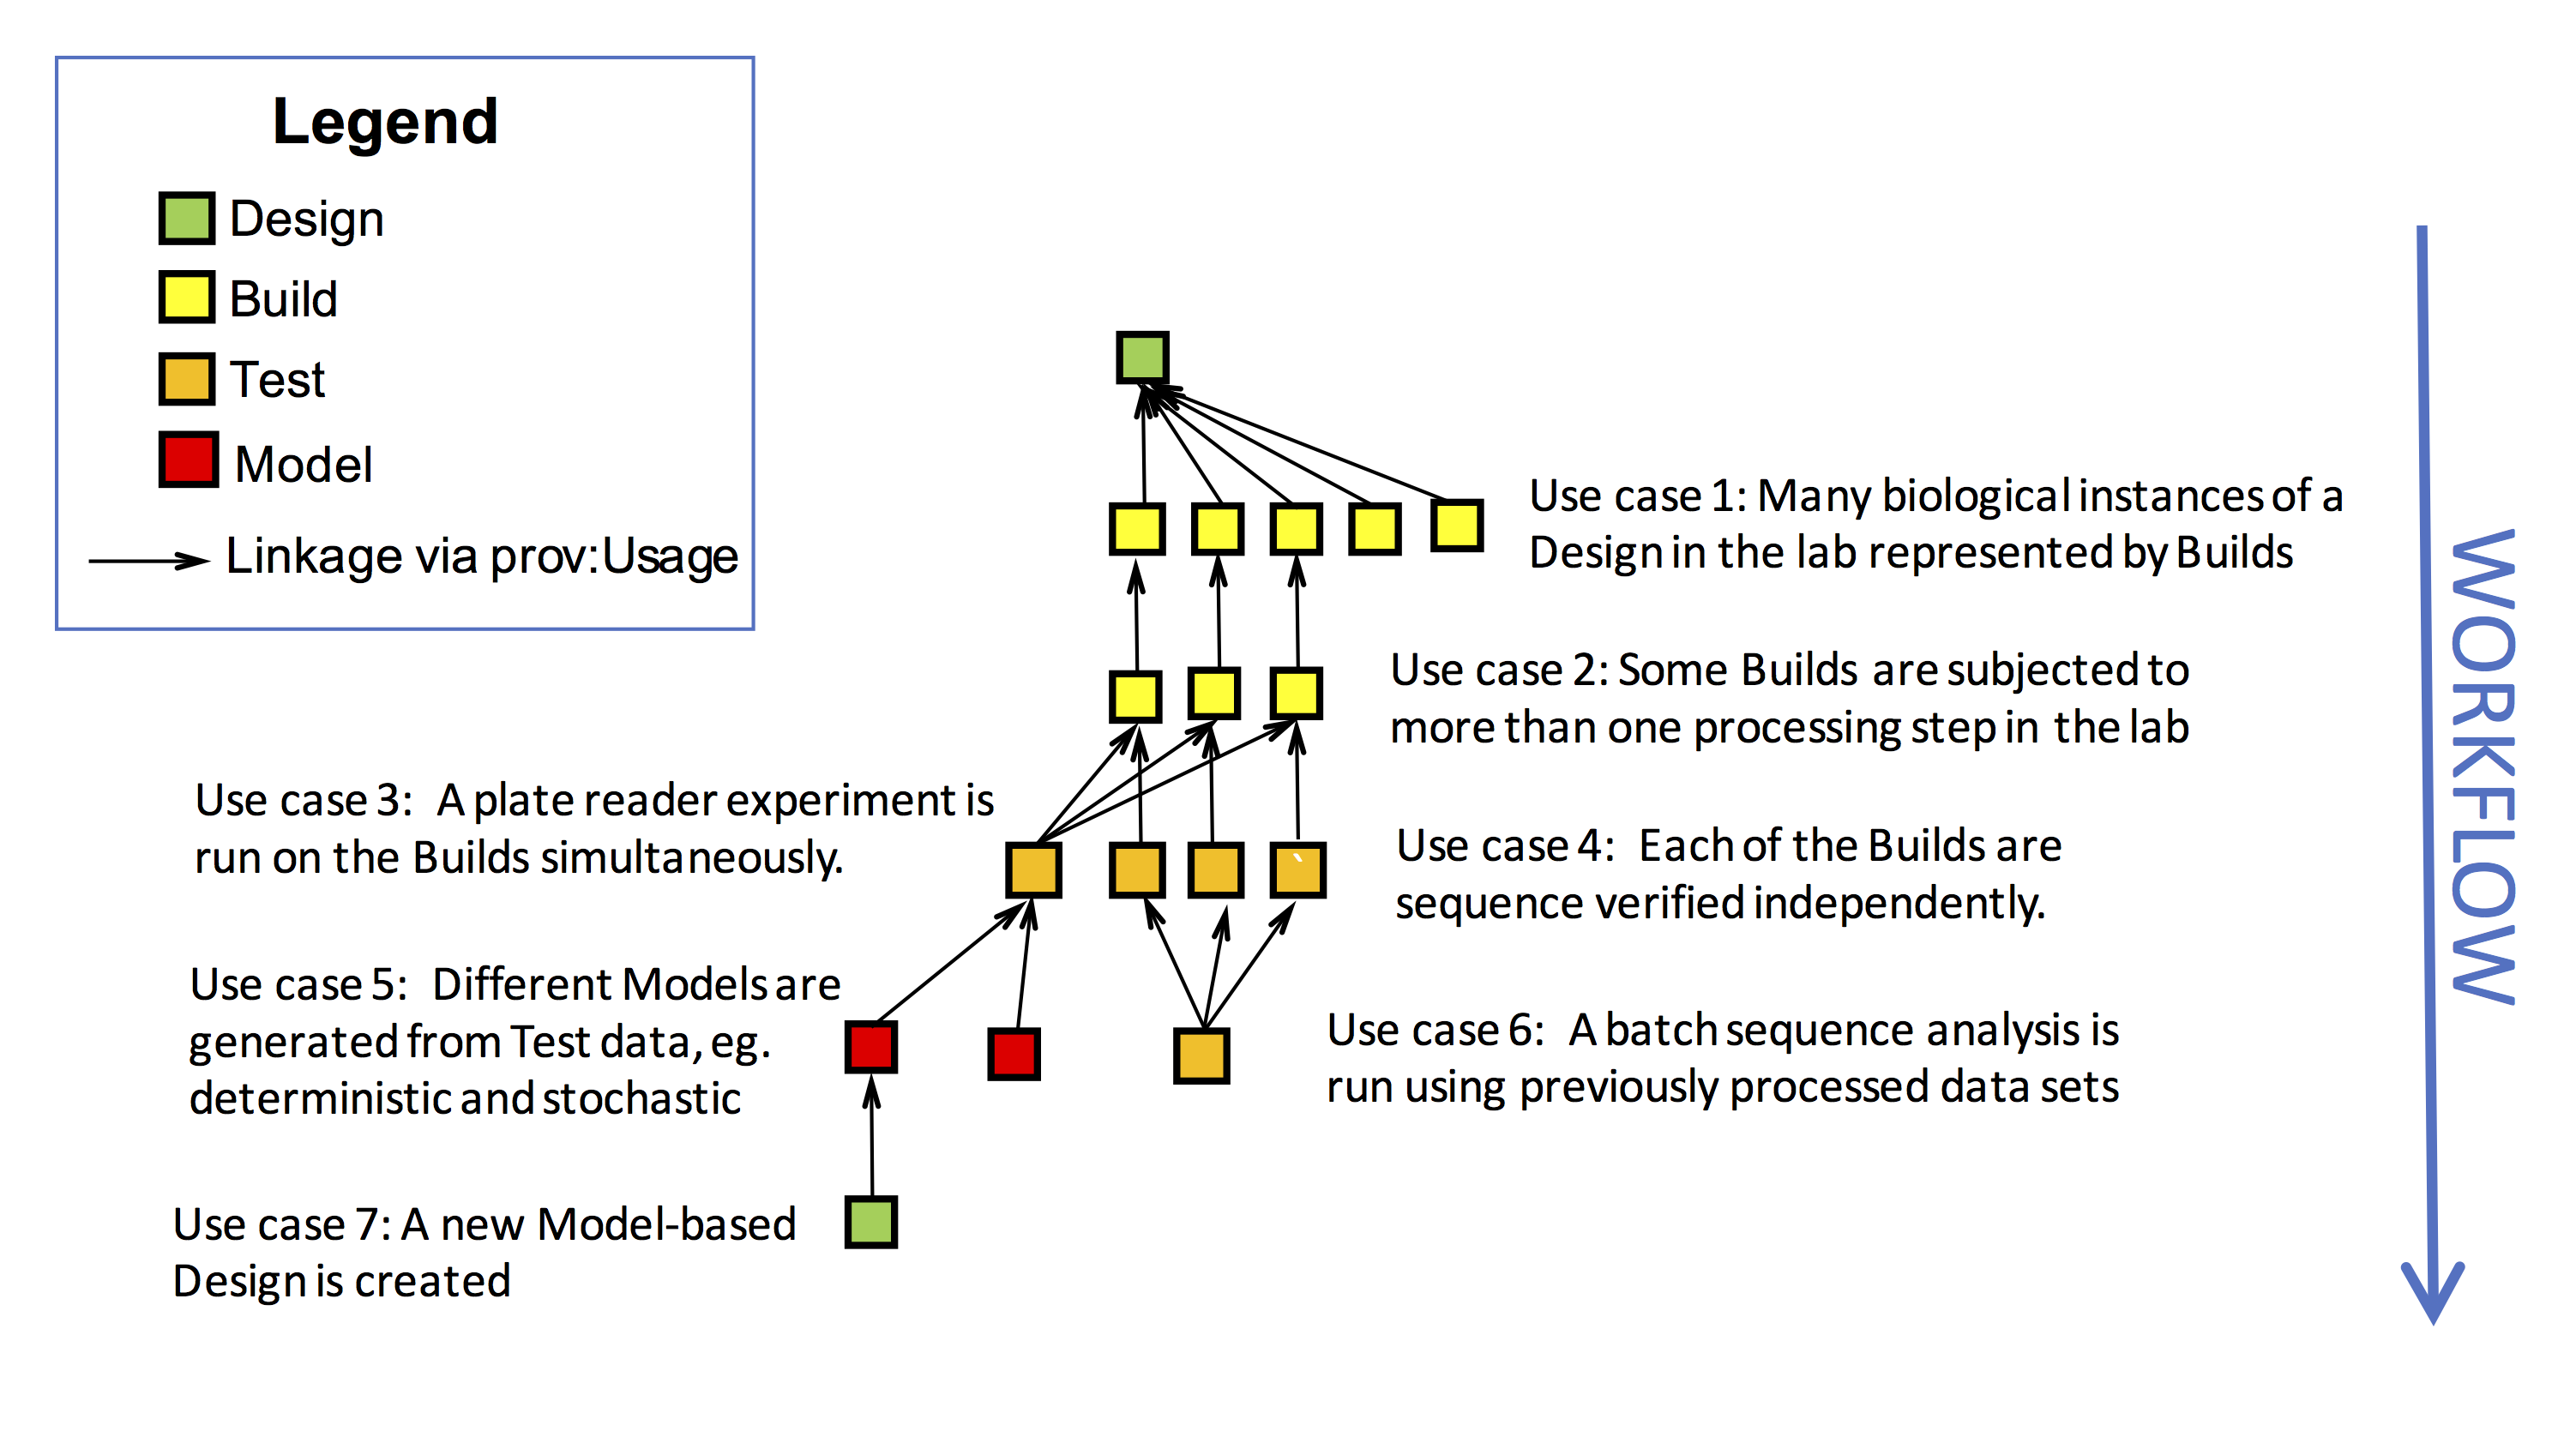 Legend
Design
Build
Test
Model
Linkage via prov:Usage
Use case 1: Many biological instances of a
Design in the lab represented by Builds
Use case 2: Some Builds are subjected to
more than one processing step in the lab
Use case 3: A plate reader experiment is
run on the Builds simultaneously.
Use case 4: Each of the Builds are
sequence verified independently.
Use case 5: Different Models are
generated from Test data, eg.
deterministic and stochastic
Use case 6: A batch sequence analysis is
run using previously processed data sets
Use case 7: A new Model-based
Design is created
WORKFLOW